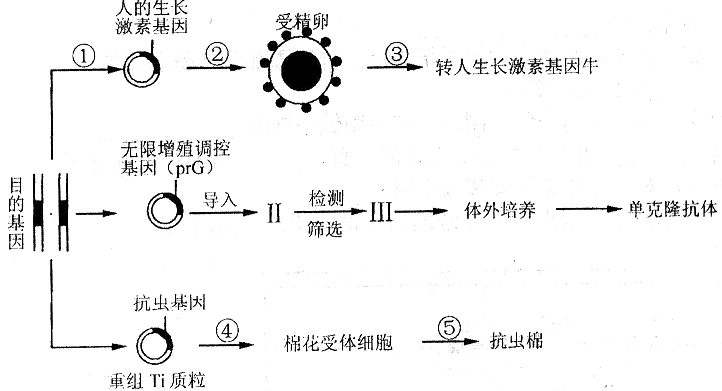 人的生长
激素基因
受精卵
① ② ③ 转人生长激素基因牛
无限增殖调控
基因（prG）
目的基因
导入 Ⅱ 检测 筛选 Ⅲ 体外培养 单克隆抗体
抗虫基因
④ 棉花受体细胞 ⑤ 抗虫棉
重组 Ti 质粒